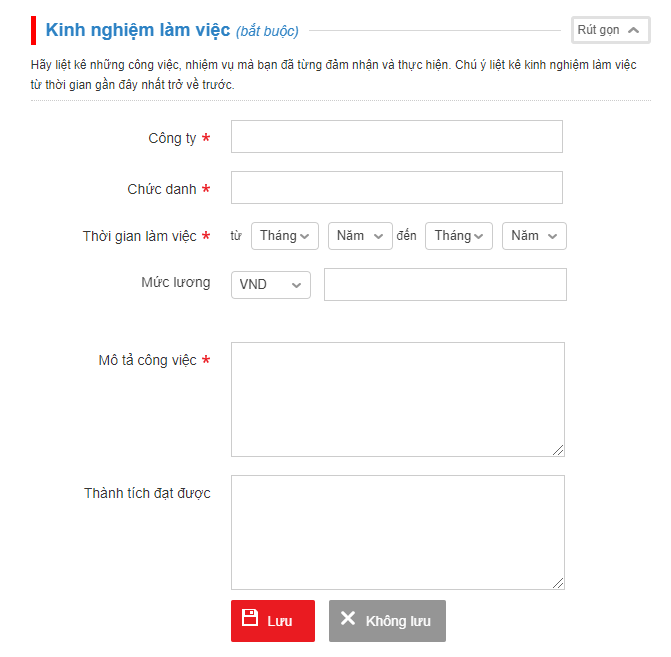 Kinh nghiệm làm việc (bắt buộc)
Rút gọn
Hãy liệt kê những công việc, nhiệm vụ mà bạn đã từng đảm nhận và thực hiện. Chú ý liệt kê kinh nghiệm làm việc
từ thời gian gần đây nhất trở về trước.
Công ty *
Chức danh *
Thời gian làm việc * từ Tháng Năm đến Tháng Năm
Mức lương VND
Mô tả công việc *
Thành tích đạt được
Lưu Không lưu